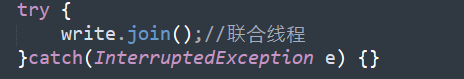 try {
    write.join();//联合线程
}catch(InterruptedException e) {}